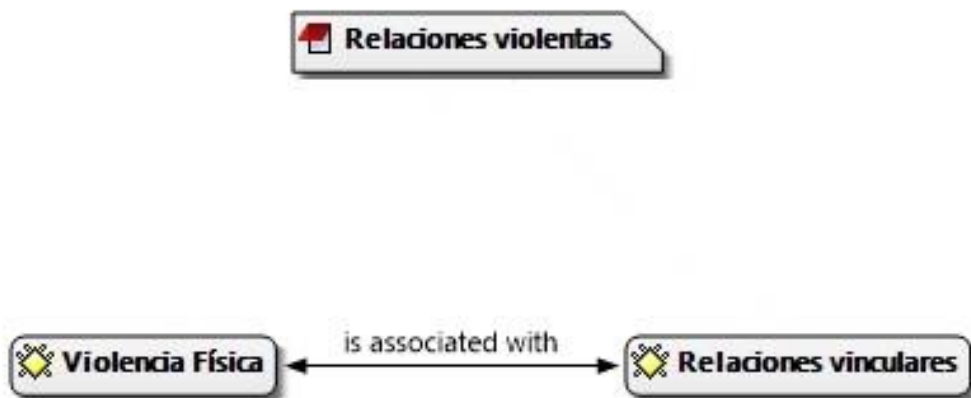 Relaciones violentas
is associated with
Violencia Física
Relaciones vinculares